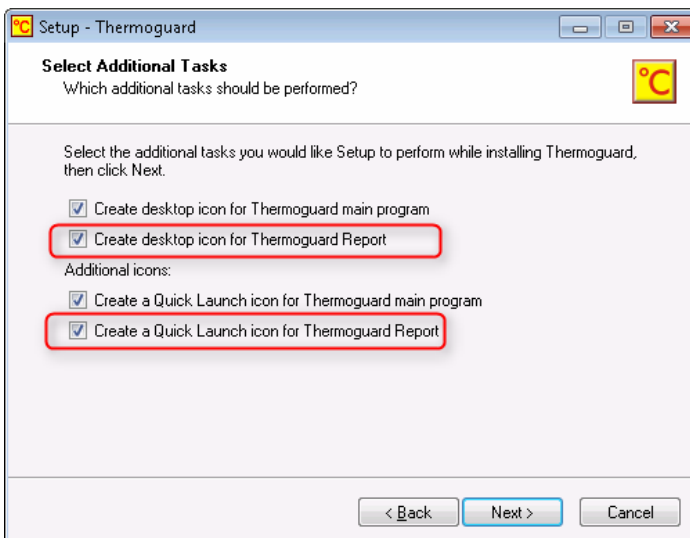 °C Setup - Thermoguard
Select Additional Tasks
Which additional tasks should be performed?
°C
Select the additional tasks you would like Setup to perform while installing Thermoguard,
then click Next.
Create desktop icon for Thermoguard main program
Create desktop icon for Thermoguard Report
Additional icons:
Create a Quick Launch icon for Thermoguard main program
Create a Quick Launch icon for Thermoguard Report
< Back Next > Cancel